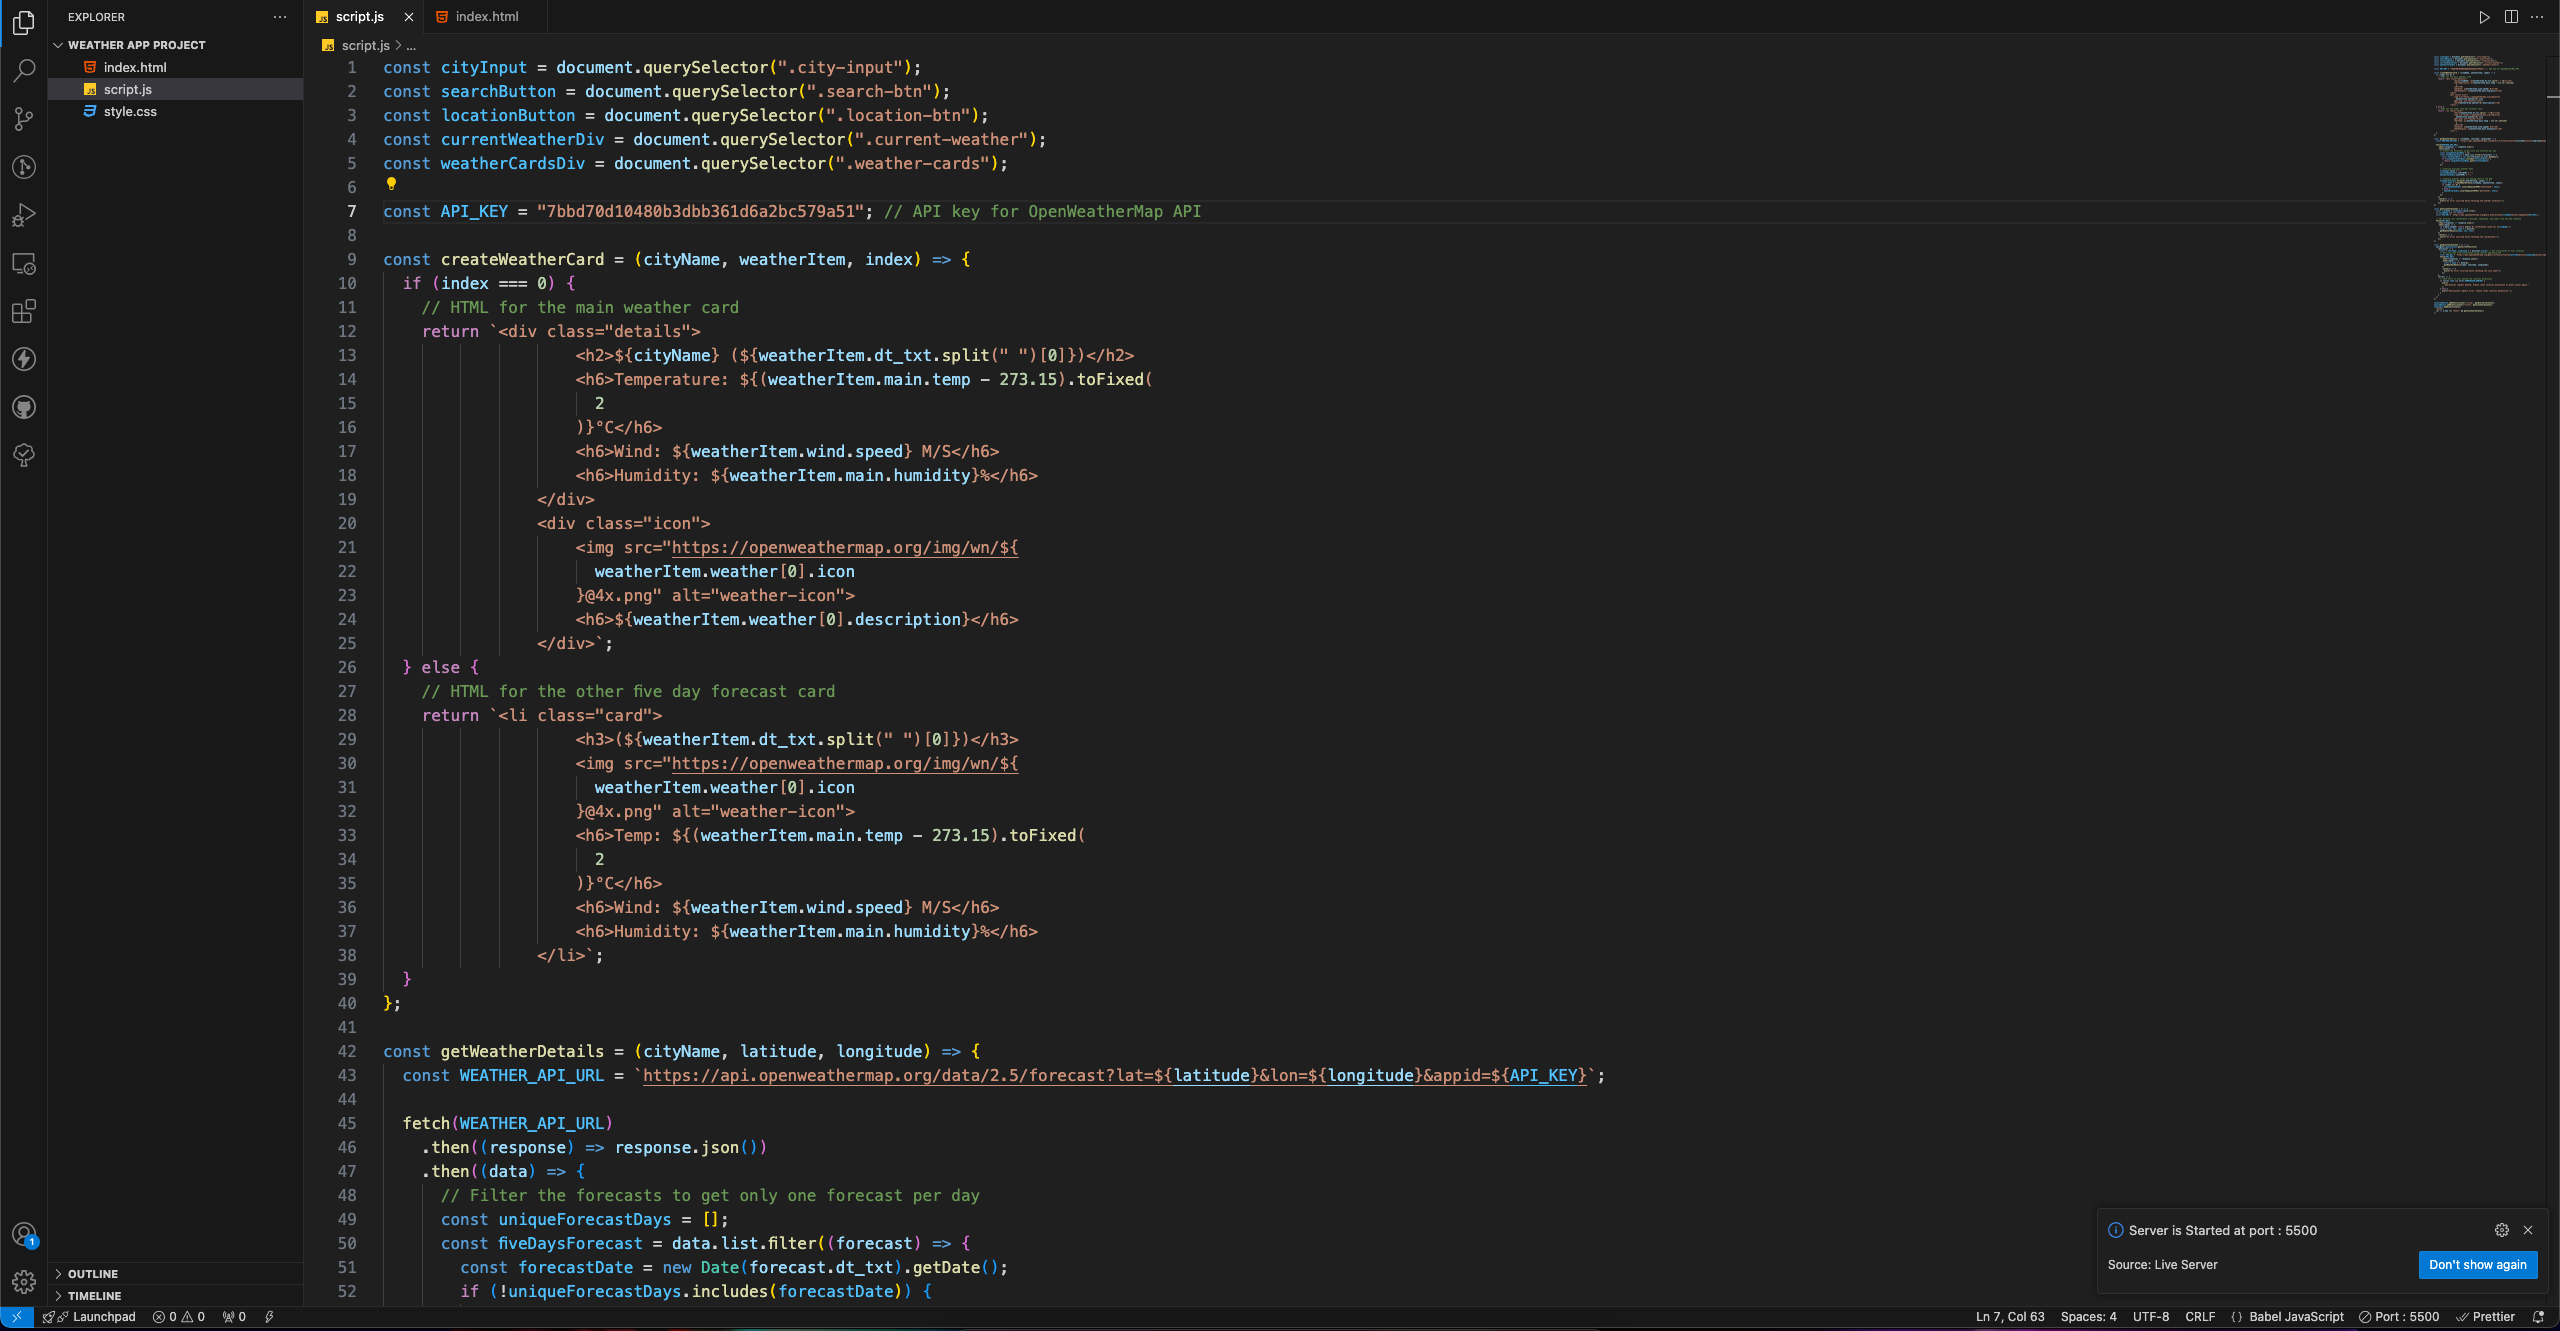 EXPLORER
WEATHER APP PROJECT
index.html
script.js
style.css
OUTLINE
TIMELINE
script.js
index.html
script.js > ...
1 const cityInput = document.querySelector(".city-input");
2 const searchButton = document.querySelector(".search-btn");
3 const locationButton = document.querySelector(".location-btn");
4 const currentWeatherDiv = document.querySelector(".current-weather");
5 const weatherCardsDiv = document.querySelector(".weather-cards");
6
7 const API_KEY = "7bbd70d10480b3dbb361d6a2bc579a51"; // API key for OpenWeatherMap API
8
9 const createWeatherCard = (cityName, weatherItem, index) => {
10 if (index === 0) {
11 // HTML for the main weather card
12 return `<div class="details">
13 <h2>${cityName} (${weatherItem.dt_txt.split(" ")[0]})</h2>
14 <h6>Temperature: ${(weatherItem.main.temp - 273.15).toFixed(
15 2
16 )}°C</h6>
17 <h6>Wind: ${weatherItem.wind.speed} M/S</h6>
18 <h6>Humidity: ${weatherItem.main.humidity}%</h6>
19 </div>
20 <div class="icon">
21 <img src="https://openweathermap.org/img/wn/${
22 weatherItem.weather[0].icon
23 }@4x.png" alt="weather-icon">
24 <h6>${weatherItem.weather[0].description}</h6>
25 </div>`;
26 } else {
27 // HTML for the other five day forecast card
28 return `<li class="card">
29 <h3>(${weatherItem.dt_txt.split(" ")[0]})</h3>
30 <img src="https://openweathermap.org/img/wn/${
31 weatherItem.weather[0].icon
32 }@4x.png" alt="weather-icon">
33 <h6>Temp: ${(weatherItem.main.temp - 273.15).toFixed(
34 2
35 )}°C</h6>
36 <h6>Wind: ${weatherItem.wind.speed} M/S</h6>
37 <h6>Humidity: ${weatherItem.main.humidity}%</h6>
38 </li>`;
39 }
40 };
41
42 const getWeatherDetails = (cityName, latitude, longitude) => {
43 const WEATHER_API_URL = `https://api.openweathermap.org/data/2.5/forecast?lat=${latitude}&lon=${longitude}&appid=${API_KEY}`;
44
45 fetch(WEATHER_API_URL)
46 .then((response) => response.json())
47 .then((data) => {
48 // Filter the forecasts to get only one forecast per day
49 const uniqueForecastDays = [];
50 const fiveDaysForecast = data.list.filter((forecast) => {
51 const forecastDate = new Date(forecast.dt_txt).getDate();
52 if (!uniqueForecastDays.includes(forecastDate)) {
Server is Started at port : 5500
Source: Live Server
Don't show again
1
Launchpad 0 0 0
Ln 7, Col 63 Spaces: 4 UTF-8 CRLF {} Babel JavaScript Port : 5500 Prettier